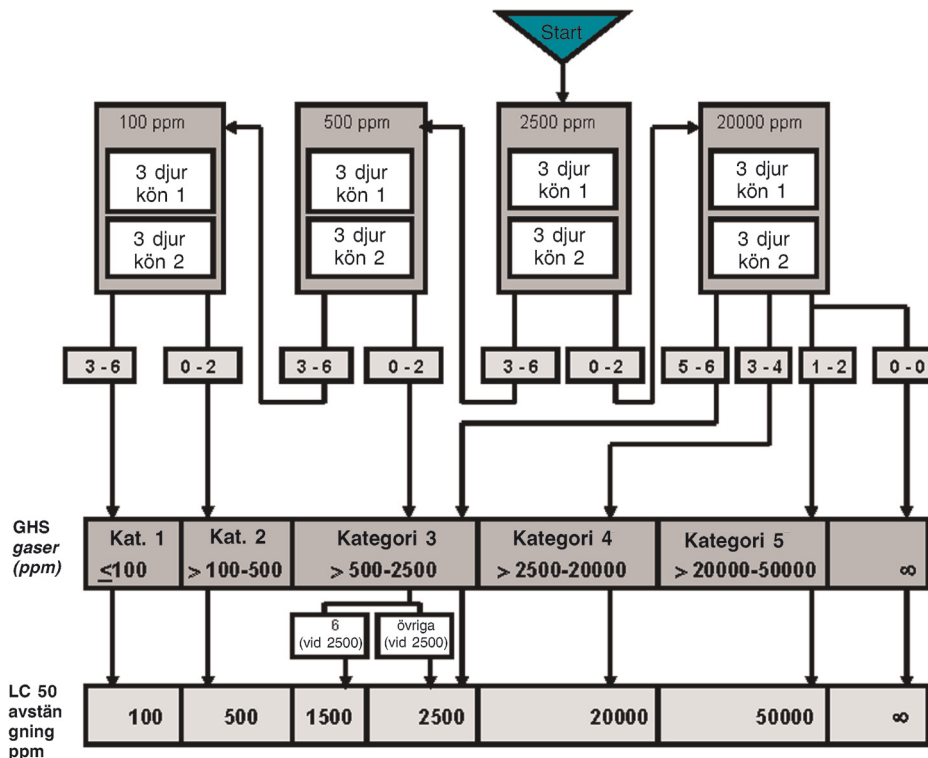 Start
100 ppm
500 ppm
2500 ppm
20000 ppm
3 djur
kön 1
3 djur
kön 1
3 djur
kön 1
3 djur
kön 1
3 djur
kön 2
3 djur
kön 2
3 djur
kön 2
3 djur
kön 2
3 - 6
0 - 2
3 - 6
0 - 2
3 - 6
0 - 2
5 - 6
3 - 4
1 - 2
0 - 0
GHS
gaser
(ppm)
Kat. 1
≤100
Kat. 2
> 100-500
Kategori 3
> 500-2500
Kategori 4
> 2500-20000
Kategori 5
> 20000-50000
∞
6
(vid 2500)
övriga
(vid 2500)
LC 50
avstän
gning
ppm
100
500
1500
2500
20000
50000
∞